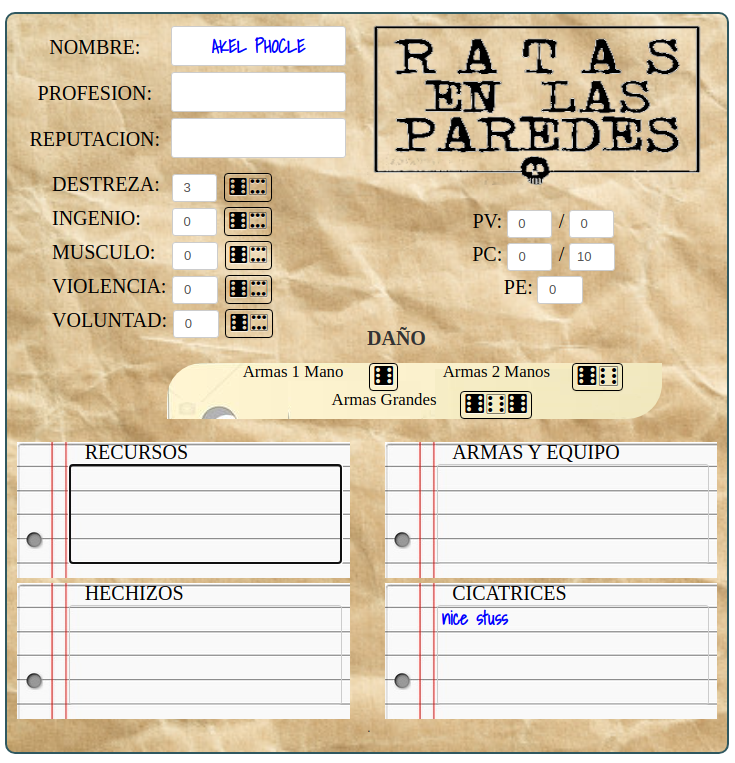 NOMBRE: AKEL PHOCLE
PROFESION:
REPUTACION:
RATAS
EN LAS
PAREDES
DESTREZA: 3
INGENIO: 0
MUSCULO: 0
VIOLENCIA: 0
VOLUNTAD: 0
PV: 0 / 0
PC: 0 / 10
PE: 0
DAÑO
Armas 1 Mano Armas 2 Manos
Armas Grandes
RECURSOS
ARMAS Y EQUIPO
HECHIZOS
CICATRICES
nice stuss